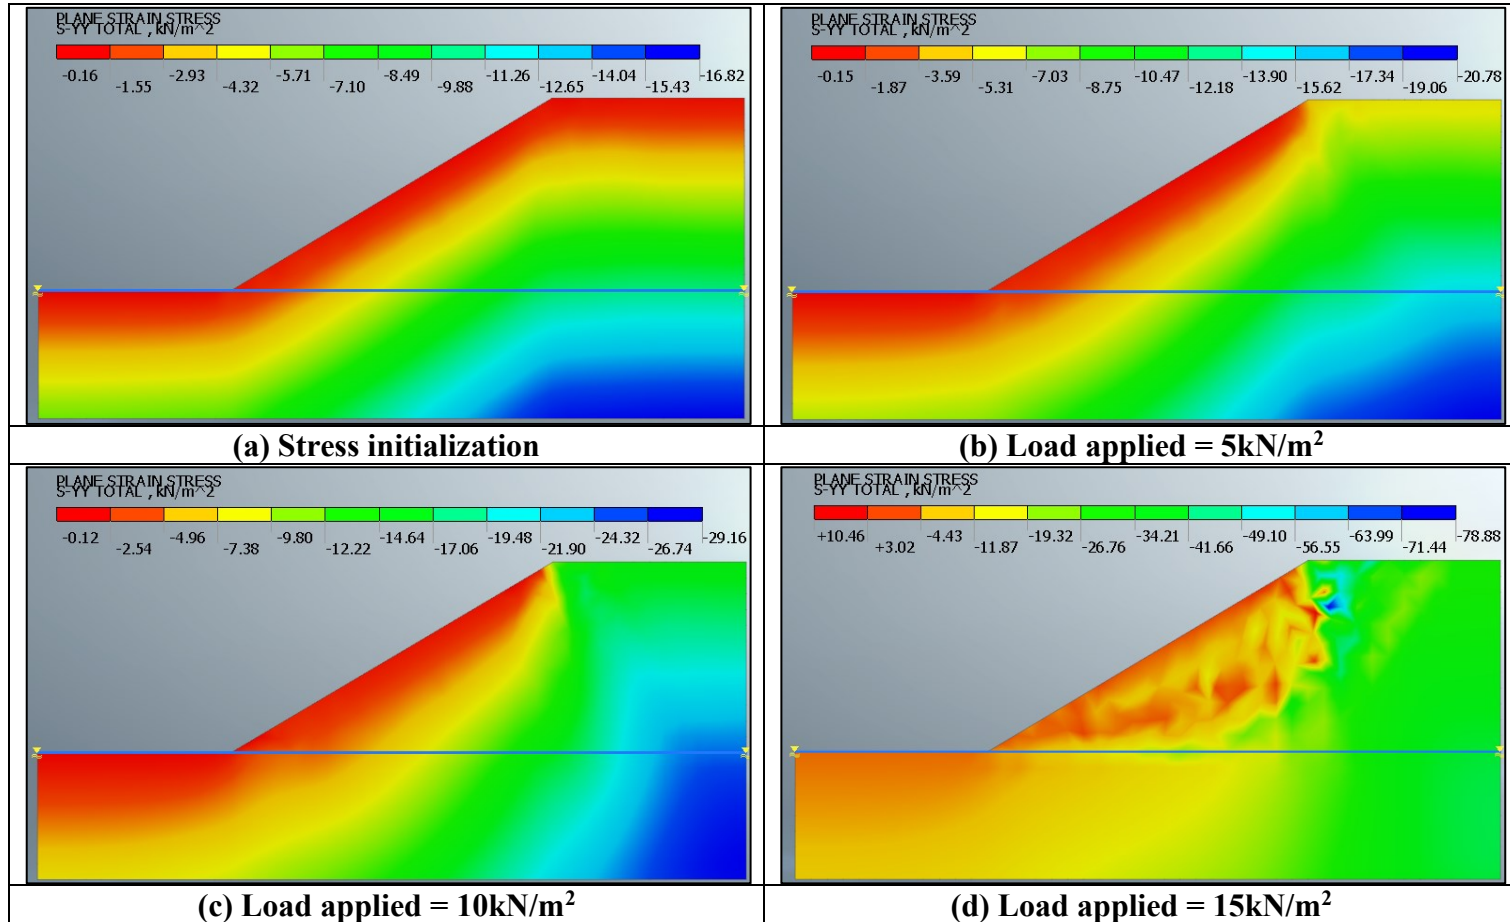 PLANE STRAIN STRESS
S-YY TOTAL , kN/m^2
-0.16 -2.93 -5.71 -8.49 -11.26 -14.04 -16.82
-1.55 -4.32 -7.10 -9.88 -12.65 -15.43
(a) Stress initialization
PLANE STRAIN STRESS
S-YY TOTAL , kN/m^2
-0.15 -3.59 -7.03 -10.47 -13.90 -17.34 -20.78
-1.87 -5.31 -8.75 -12.18 -15.62 -19.06
(b) Load applied = 5kN/m²
PLANE STRAIN STRESS
S-YY TOTAL , kN/m^2
-0.12 -4.96 -9.80 -14.64 -19.48 -24.32 -29.16
-2.54 -7.38 -12.22 -17.06 -21.90 -26.74
(c) Load applied = 10kN/m²
PLANE STRAIN STRESS
S-YY TOTAL , kN/m^2
+10.46 -4.43 -19.32 -34.21 -49.10 -63.99 -78.88
+3.02 -11.87 -26.76 -41.66 -56.55 -71.44
(d) Load applied = 15kN/m²